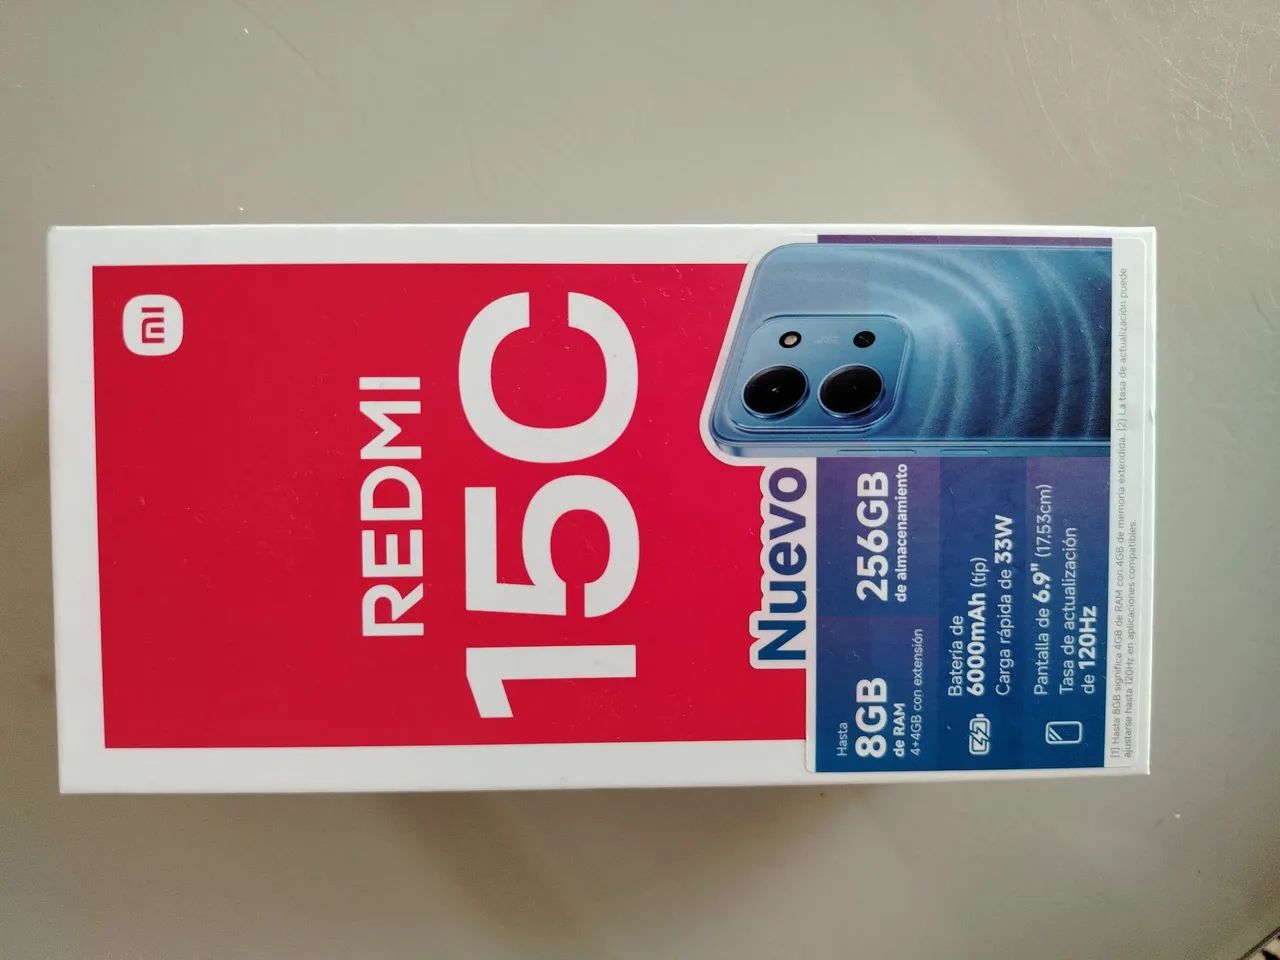 REDMI
15C
Nuevo
Hasta
8GB
de RAM
4+4GB con extensión
256GB
de almacenamiento
Batería de
6000mAh (típ)
Carga rápida de 33W
Pantalla de 6.9" (17.53cm)
Tasa de actualización
de 120Hz
[1] Hasta 8GB significa 4GB de RAM con 4GB de memoria extendida. [2] La tasa de actualización puede
ajustarse hasta 120Hz en aplicaciones compatibles.